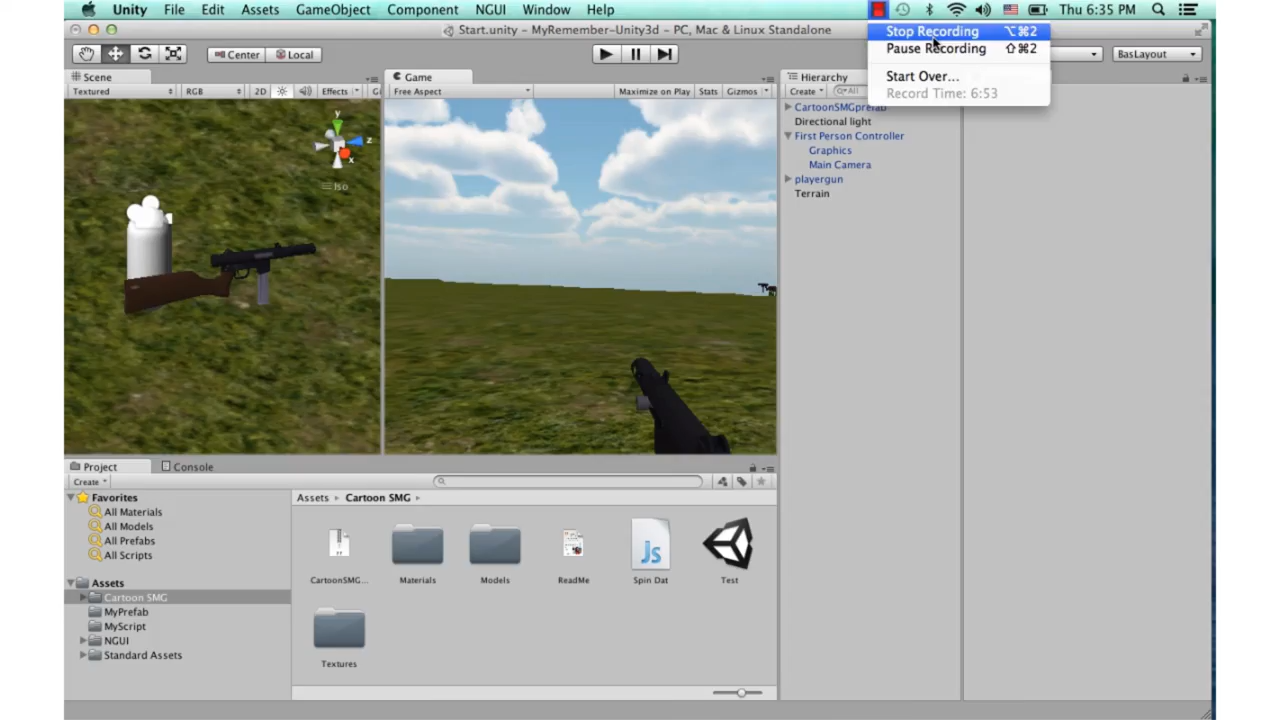 Unity File Edit Assets GameObject Component NGUI Window Help Thu 6:35 PM
Stop Recording ⌥⌘2
Pause Recording ⇧⌘2
Start Over...
Record Time: 6:53
Start.unity - MyRemember-Unity3d - PC, Mac & Linux Standalone
Center Local BasLayout
Scene
Textured RGB 2D Effects
y
z
x
Iso
Game
Free Aspect Maximize on Play Stats Gizmos
Hierarchy
Create All
CartoonSMGprefab
Directional light
First Person Controller
Graphics
Main Camera
playergun
Terrain
Project Console
Create
Favorites
All Materials
All Models
All Prefabs
All Scripts
Assets
Cartoon SMG
MyPrefab
MyScript
NGUI
Standard Assets
Assets Cartoon SMG
CartoonSMG... Materials Models ReadMe js Spin Dat Test
Textures